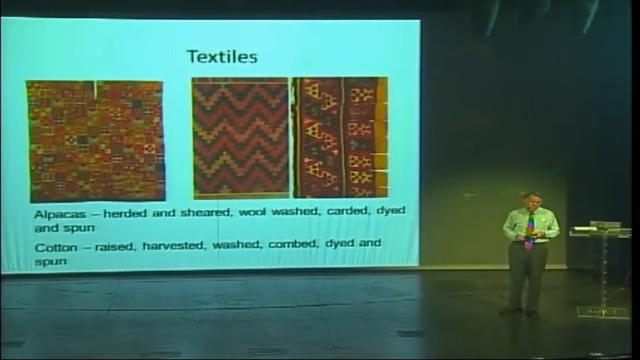 Textiles
Alpacas – herded and sheared, wool washed, carded, dyed
and spun
Cotton – raised, harvested, washed, combed, dyed and
spun